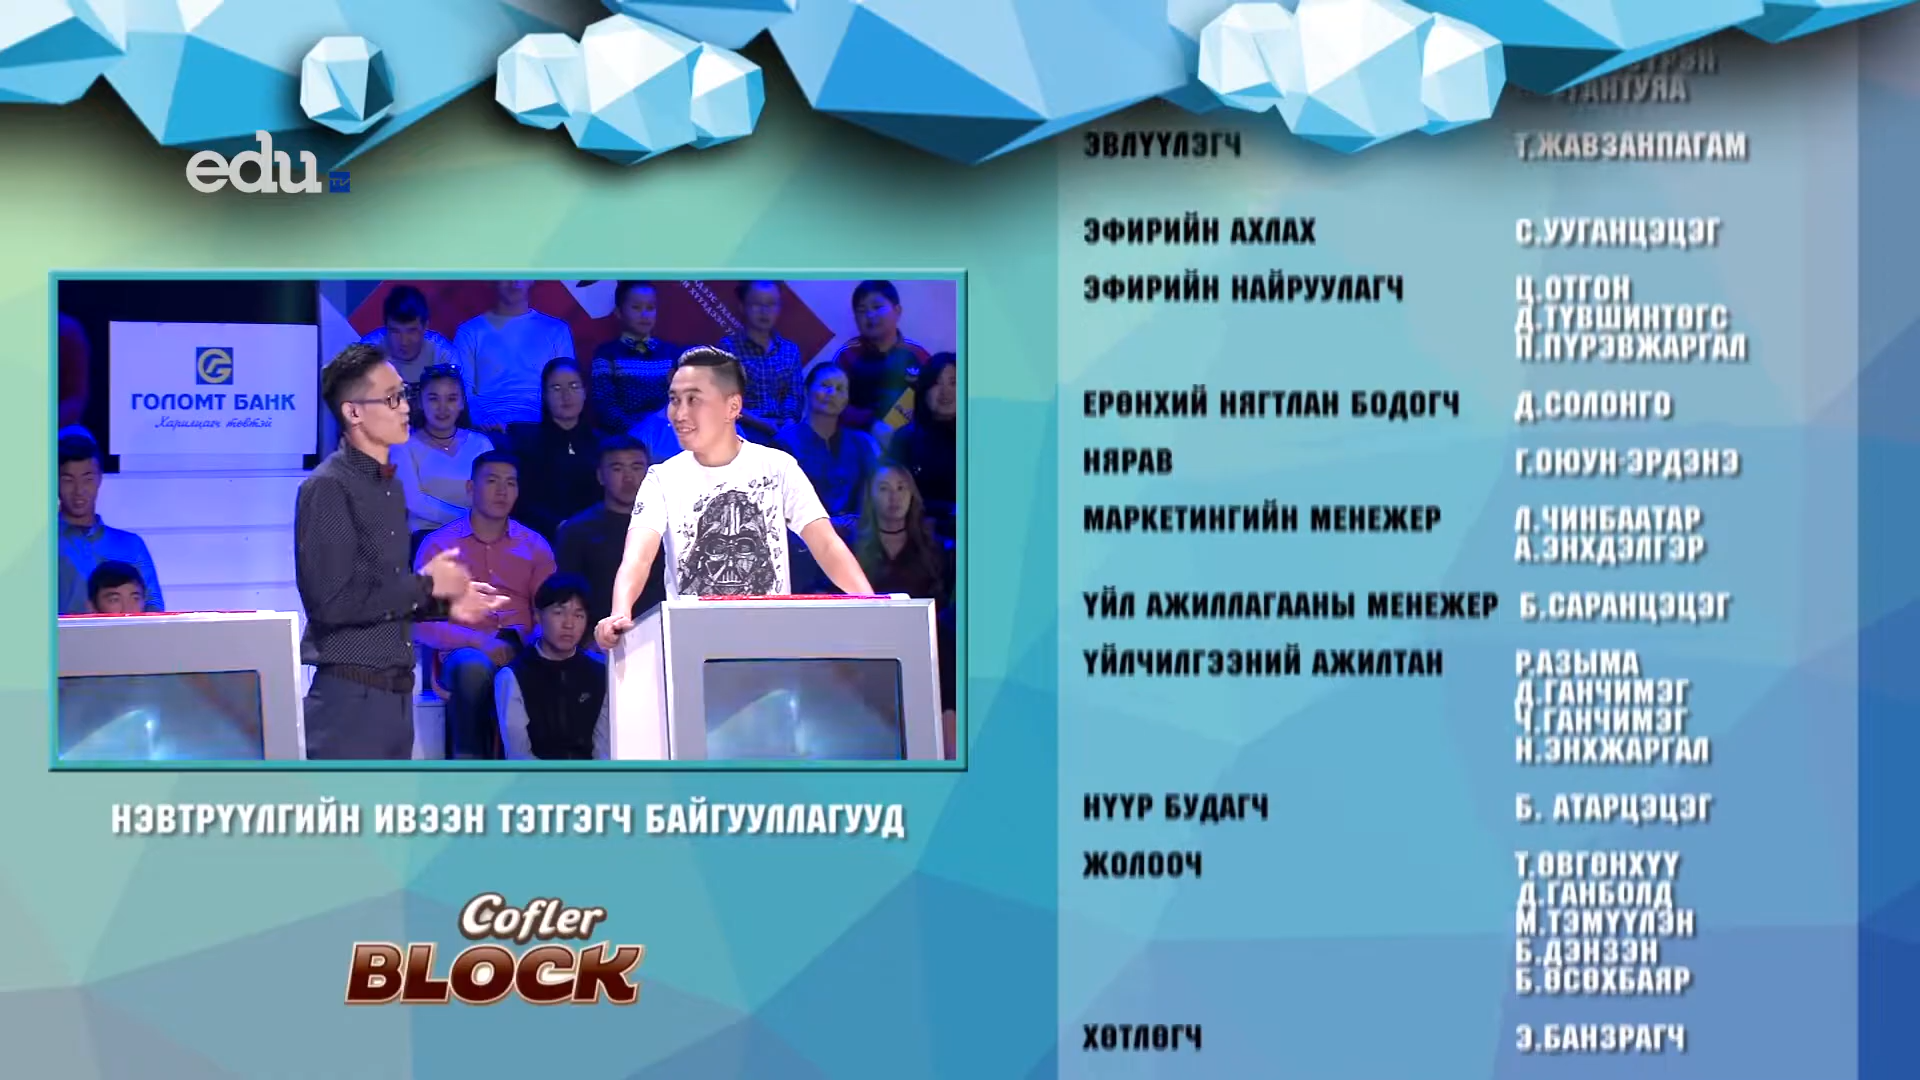 edu TV
ГОЛОМТ БАНК
Харилцагч төвтэй
НЭВТРҮҮЛГИЙН ИВЭЭН ТЭТГЭГЧ БАЙГУУЛЛАГУУД
Cofler
BLOCK
ЭВЛҮҮЛЭГЧ Т.ЖАВЗАНПАГАМ
ЭФИРИЙН АХЛАХ С.УУГАНЦЭЦЭГ
ЭФИРИЙН НАЙРУУЛАГЧ Ц.ОТГОН
Д.ТҮВШИНТӨГС
П.ПҮРЭВЖАРГАЛ
ЕРӨНХИЙ НЯГТЛАН БОДОГЧ Д.СОЛОНГО
НЯРАВ Г.ОЮУН-ЭРДЭНЭ
МАРКЕТИНГИЙН МЕНЕЖЕР Л.ЧИНБААТАР
А.ЭНХДЭЛГЭР
ҮЙЛ АЖИЛЛАГААНЫ МЕНЕЖЕР Б.САРАНЦЭЦЭГ
ҮЙЛЧИЛГЭЭНИЙ АЖИЛТАН Р.АЗЫМА
Д.ГАНЧИМЭГ
Ч.ГАНЧИМЭГ
Н.ЭНХЖАРГАЛ
НҮҮР БУДАГЧ Б. АТАРЦЭЦЭГ
ЖОЛООЧ Т.ӨВГӨНХҮҮ
Д.ГАНБОЛД
М.ТЭМҮҮЛЭН
Б.ДЭНЗЭН
Б.ӨСӨХБАЯР
ХӨТЛӨГЧ Э.БАНЗРАГЧ